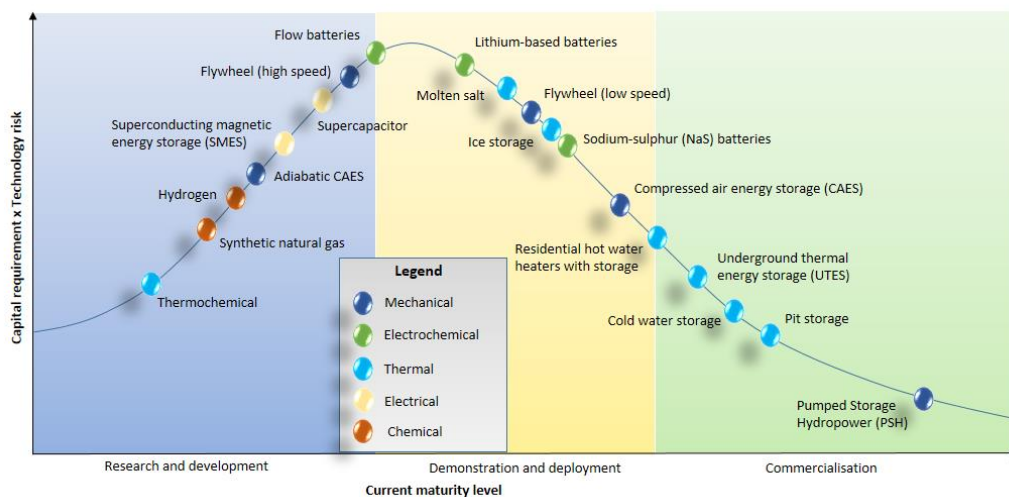 Capital requirement x Technology risk
Flow batteries
Lithium-based batteries
Flywheel (high speed)
Molten salt
Flywheel (low speed)
Superconducting magnetic
energy storage (SMES)
Supercapacitor
Ice storage
Sodium-sulphur (NaS) batteries
Adiabatic CAES
Hydrogen
Compressed air energy storage (CAES)
Synthetic natural gas
Residential hot water
heaters with storage
Underground thermal
energy storage (UTES)
Thermochemical
Cold water storage
Pit storage
Legend
Mechanical
Electrochemical
Thermal
Electrical
Chemical
Pumped Storage
Hydropower (PSH)
Research and development
Demonstration and deployment
Commercialisation
Current maturity level